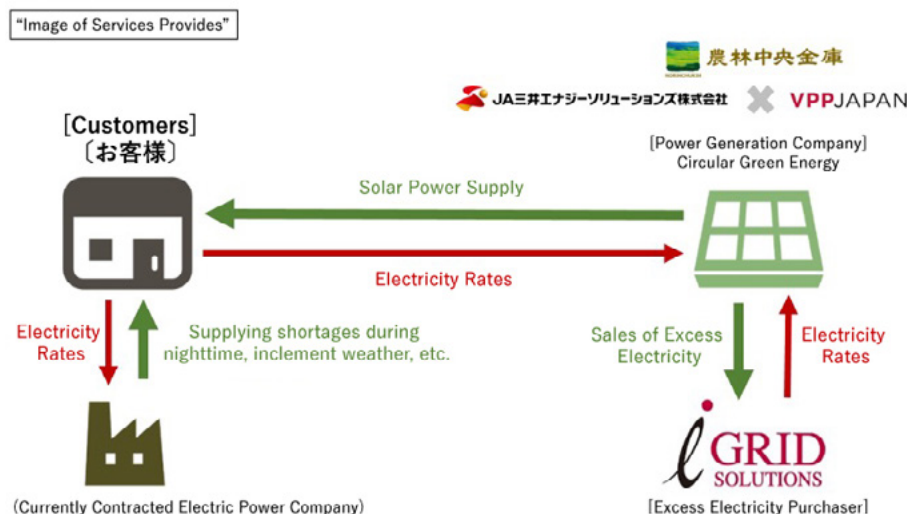 “Image of Services Provides”
農林中央金庫
NORINCHUKIN
JA三井エナジーソリューションズ株式会社
VPPJAPAN
[Customers]
〔お客様〕
[Power Generation Company]
Circular Green Energy
Solar Power Supply
Electricity Rates
Electricity
Rates
Supplying shortages during
nighttime, inclement weather, etc.
Sales of Excess
Electricity
Electricity
Rates
i GRID
SOLUTIONS
(Currently Contracted Electric Power Company)
[Excess Electricity Purchaser]